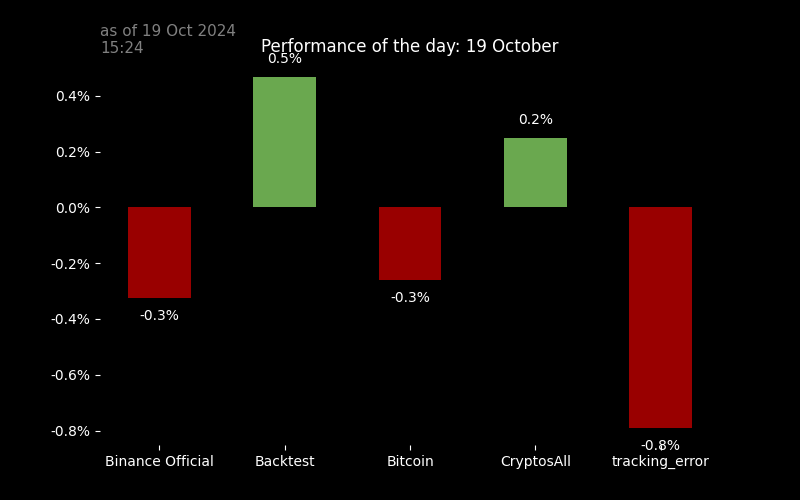 as of 19 Oct 2024
15:24
Performance of the day: 19 October
0.5%
0.4%
0.2%
0.2%
0.0%
-0.2%
-0.3%
-0.3%
-0.4%
-0.6%
-0.8%
-0.8%
Binance Official
Backtest
Bitcoin
CryptosAll
tracking_error